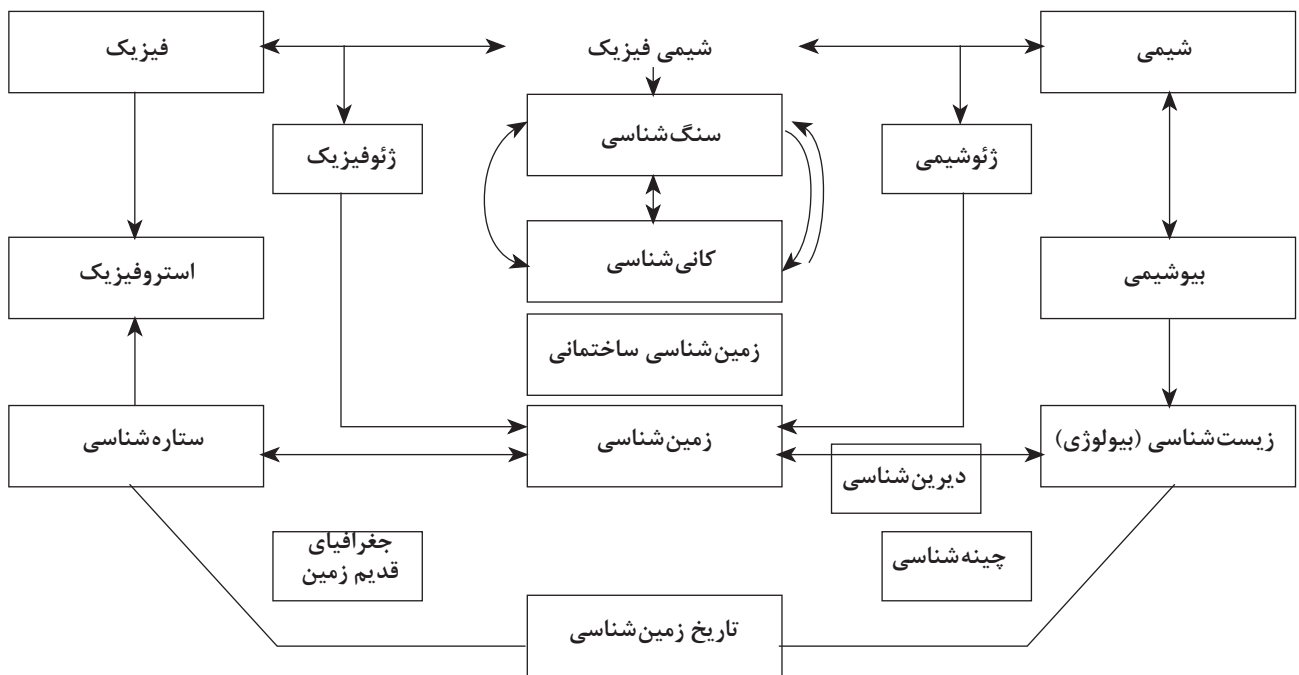 شیمی
شیمی فیزیک
فیزیک
سنگ‌شناسی
ژئوشیمی
ژئوفیزیک
بیوشیمی
کانی‌شناسی
استروفیزیک
زمین‌شناسی ساختمانی
زیست‌شناسی (بیولوژی)
زمین‌شناسی
ستاره‌شناسی
دیرین‌شناسی
چینه‌شناسی
جغرافیای
قدیم زمین
تاریخ زمین‌شناسی